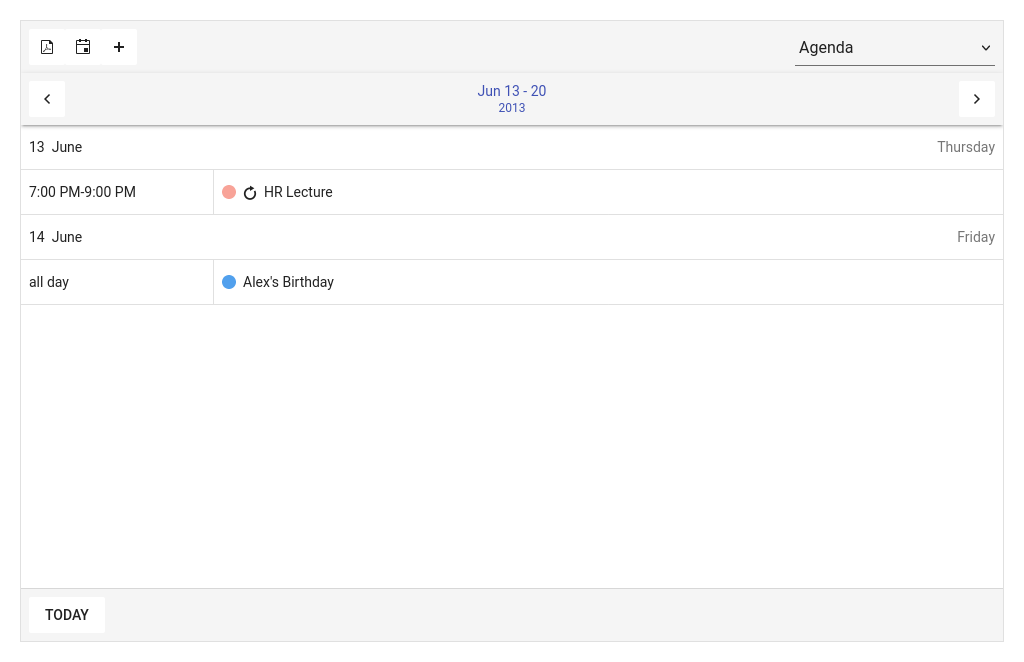 Agenda
Jun 13 - 20
2013
13 June Thursday
7:00 PM-9:00 PM HR Lecture
14 June Friday
all day Alex's Birthday
TODAY